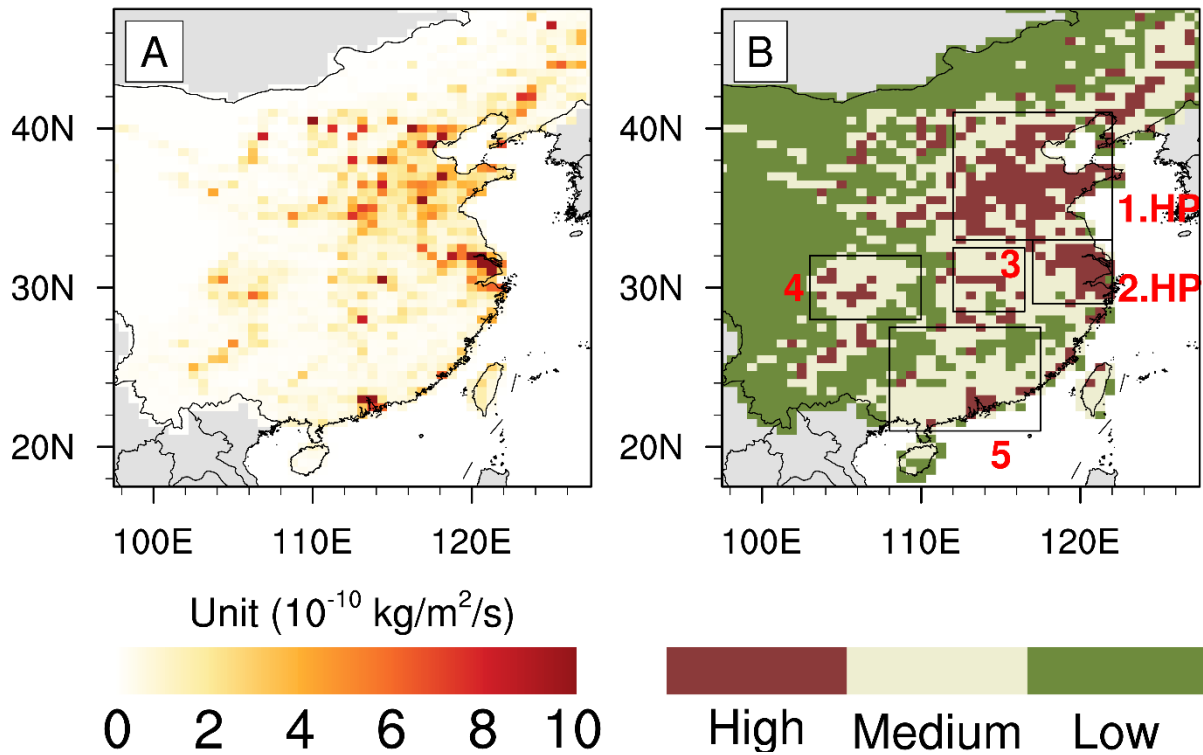 A
B
40N
30N
20N
40N
30N
20N
1.HP
2.HP
3
4
5
100E 110E 120E
100E 110E 120E
Unit (10⁻¹⁰ kg/m²/s)
0 2 4 6 8 10
High Medium Low